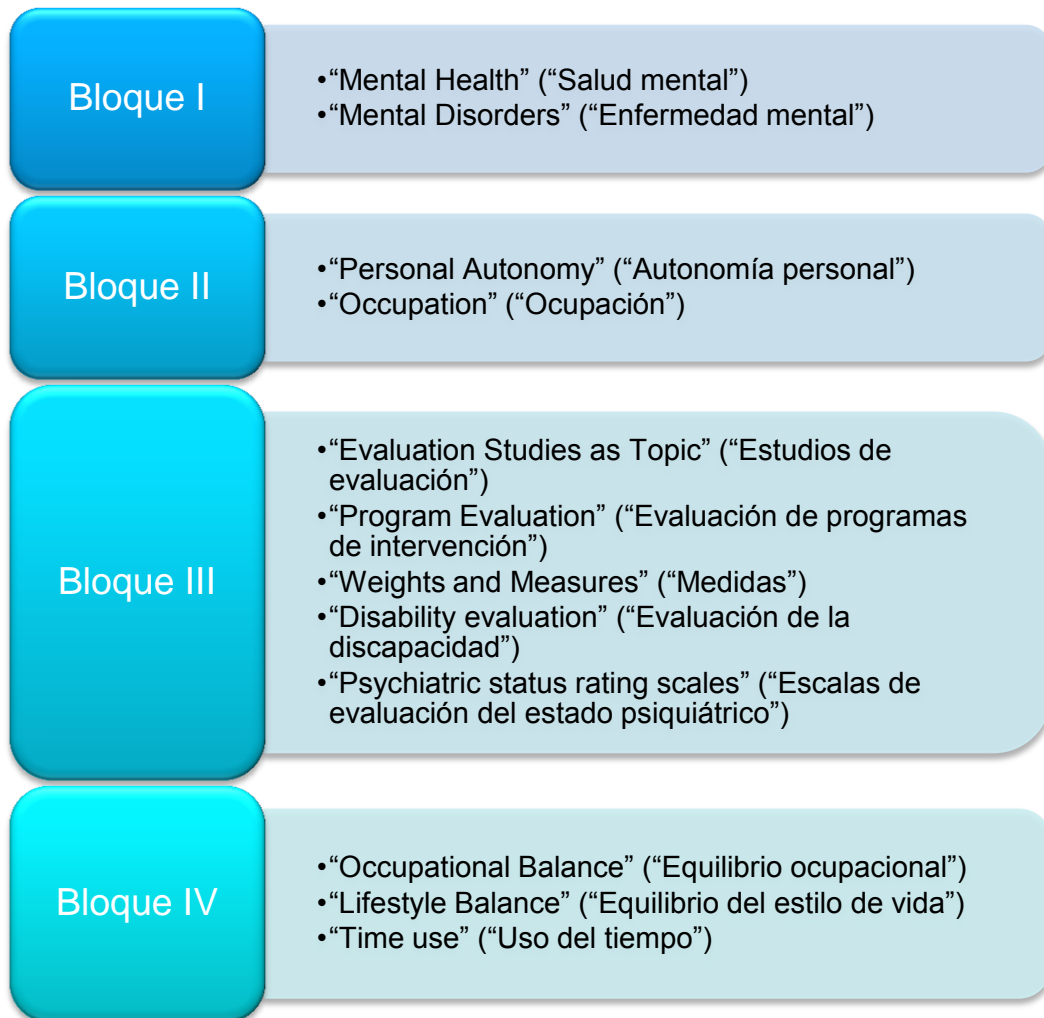 Bloque I
•“Mental Health” (“Salud mental”)
•“Mental Disorders” (“Enfermedad mental”)
Bloque II
•“Personal Autonomy” (“Autonomía personal”)
•“Occupation” (“Ocupación”)
Bloque III
•“Evaluation Studies as Topic” (“Estudios de
evaluación”)
•“Program Evaluation” (“Evaluación de programas
de intervención”)
•“Weights and Measures” (“Medidas”)
•“Disability evaluation” (“Evaluación de la
discapacidad”)
•“Psychiatric status rating scales” (“Escalas de
evaluación del estado psiquiátrico”)
Bloque IV
•“Occupational Balance” (“Equilibrio ocupacional”)
•“Lifestyle Balance” (“Equilibrio del estilo de vida”)
•“Time use” (“Uso del tiempo”)